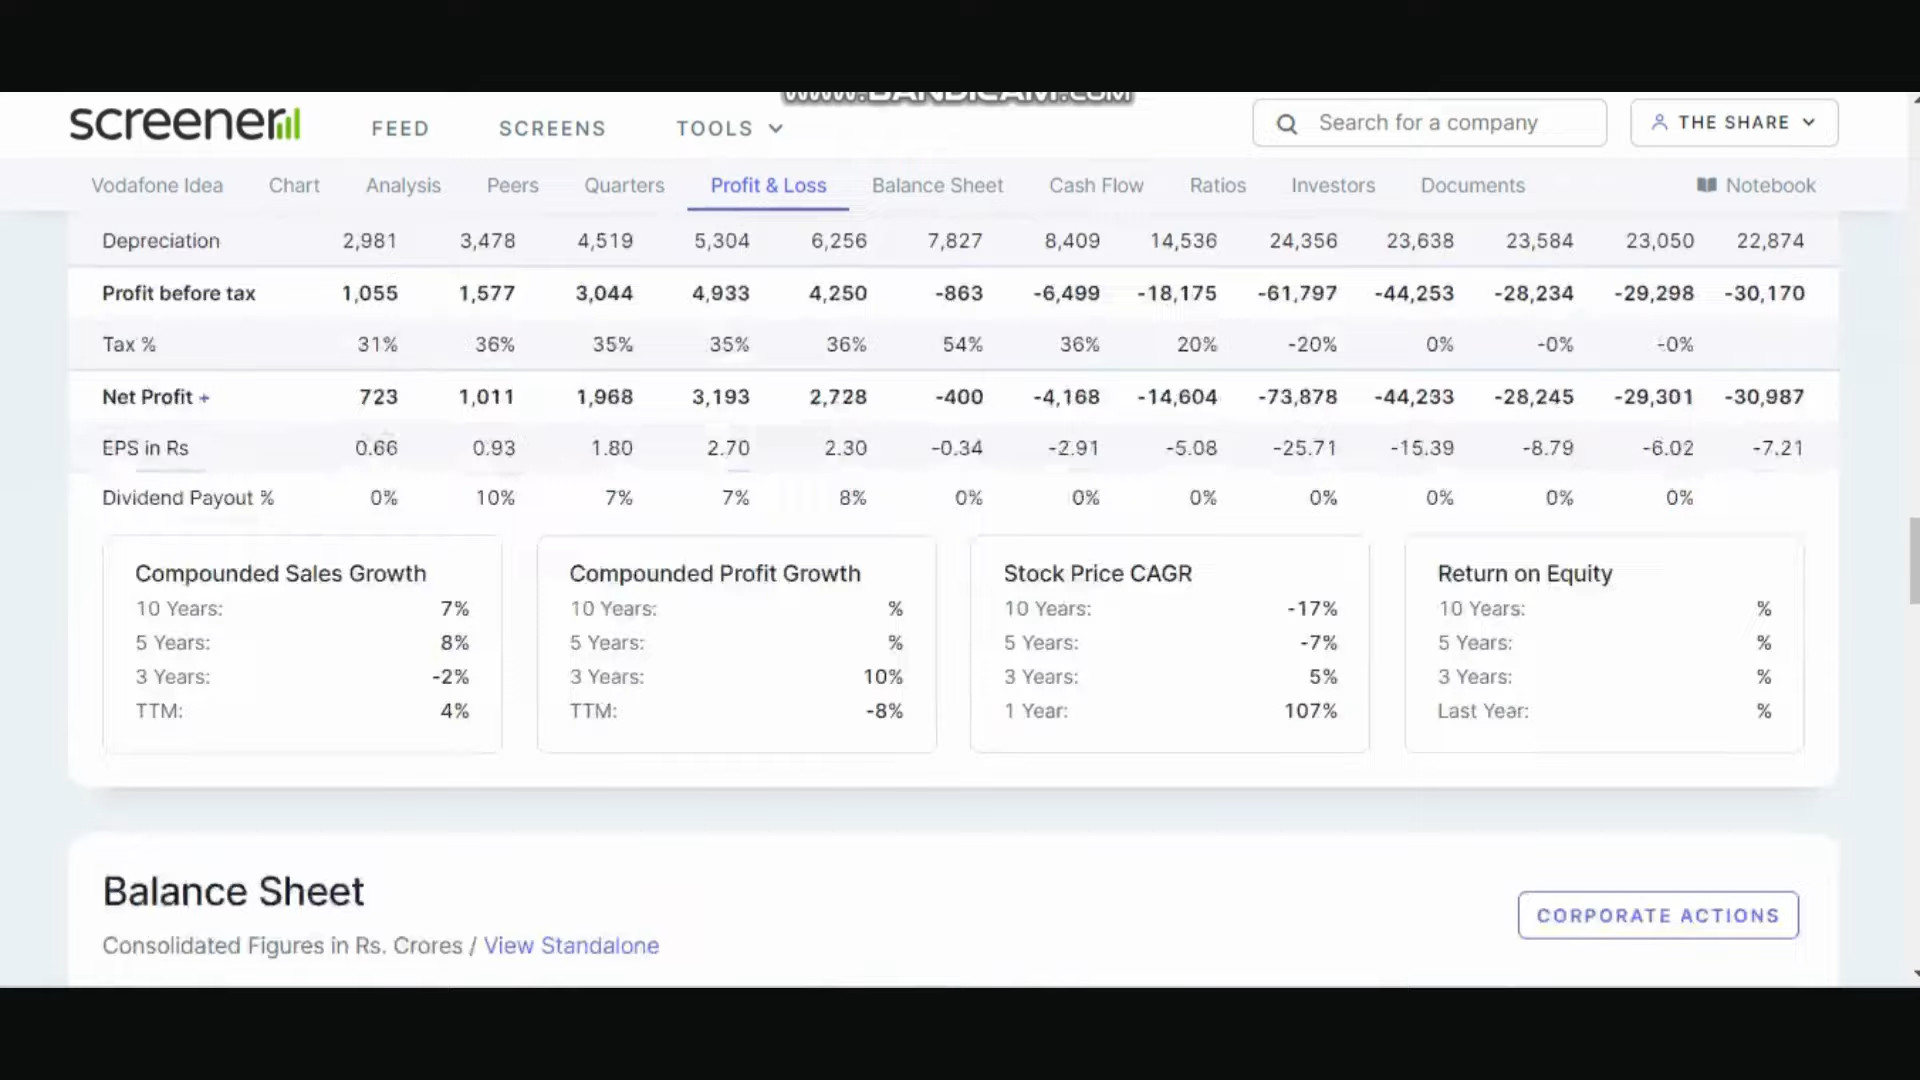 www.BANDICAM.COM
screener FEED SCREENS TOOLS Search for a company THE SHARE
Vodafone Idea Chart Analysis Peers Quarters Profit & Loss Balance Sheet Cash Flow Ratios Investors Documents Notebook
Depreciation 2,981 3,478 4,519 5,304 6,256 7,827 8,409 14,536 24,356 23,638 23,584 23,050 22,874
Profit before tax 1,055 1,577 3,044 4,933 4,250 -863 -6,499 -18,175 -61,797 -44,253 -28,234 -29,298 -30,170
Tax % 31% 36% 35% 35% 36% 54% 36% 20% -20% 0% -0% -0%
Net Profit + 723 1,011 1,968 3,193 2,728 -400 -4,168 -14,604 -73,878 -44,233 -28,245 -29,301 -30,987
EPS in Rs 0.66 0.93 1.80 2.70 2.30 -0.34 -2.91 -5.08 -25.71 -15.39 -8.79 -6.02 -7.21
Dividend Payout % 0% 10% 7% 7% 8% 0% 0% 0% 0% 0% 0% 0%
Compounded Sales Growth
10 Years: 7%
5 Years: 8%
3 Years: -2%
TTM: 4%
Compounded Profit Growth
10 Years: %
5 Years: %
3 Years: 10%
TTM: -8%
Stock Price CAGR
10 Years: -17%
5 Years: -7%
3 Years: 5%
1 Year: 107%
Return on Equity
10 Years: %
5 Years: %
3 Years: %
Last Year: %
Balance Sheet
CORPORATE ACTIONS
Consolidated Figures in Rs. Crores / View Standalone